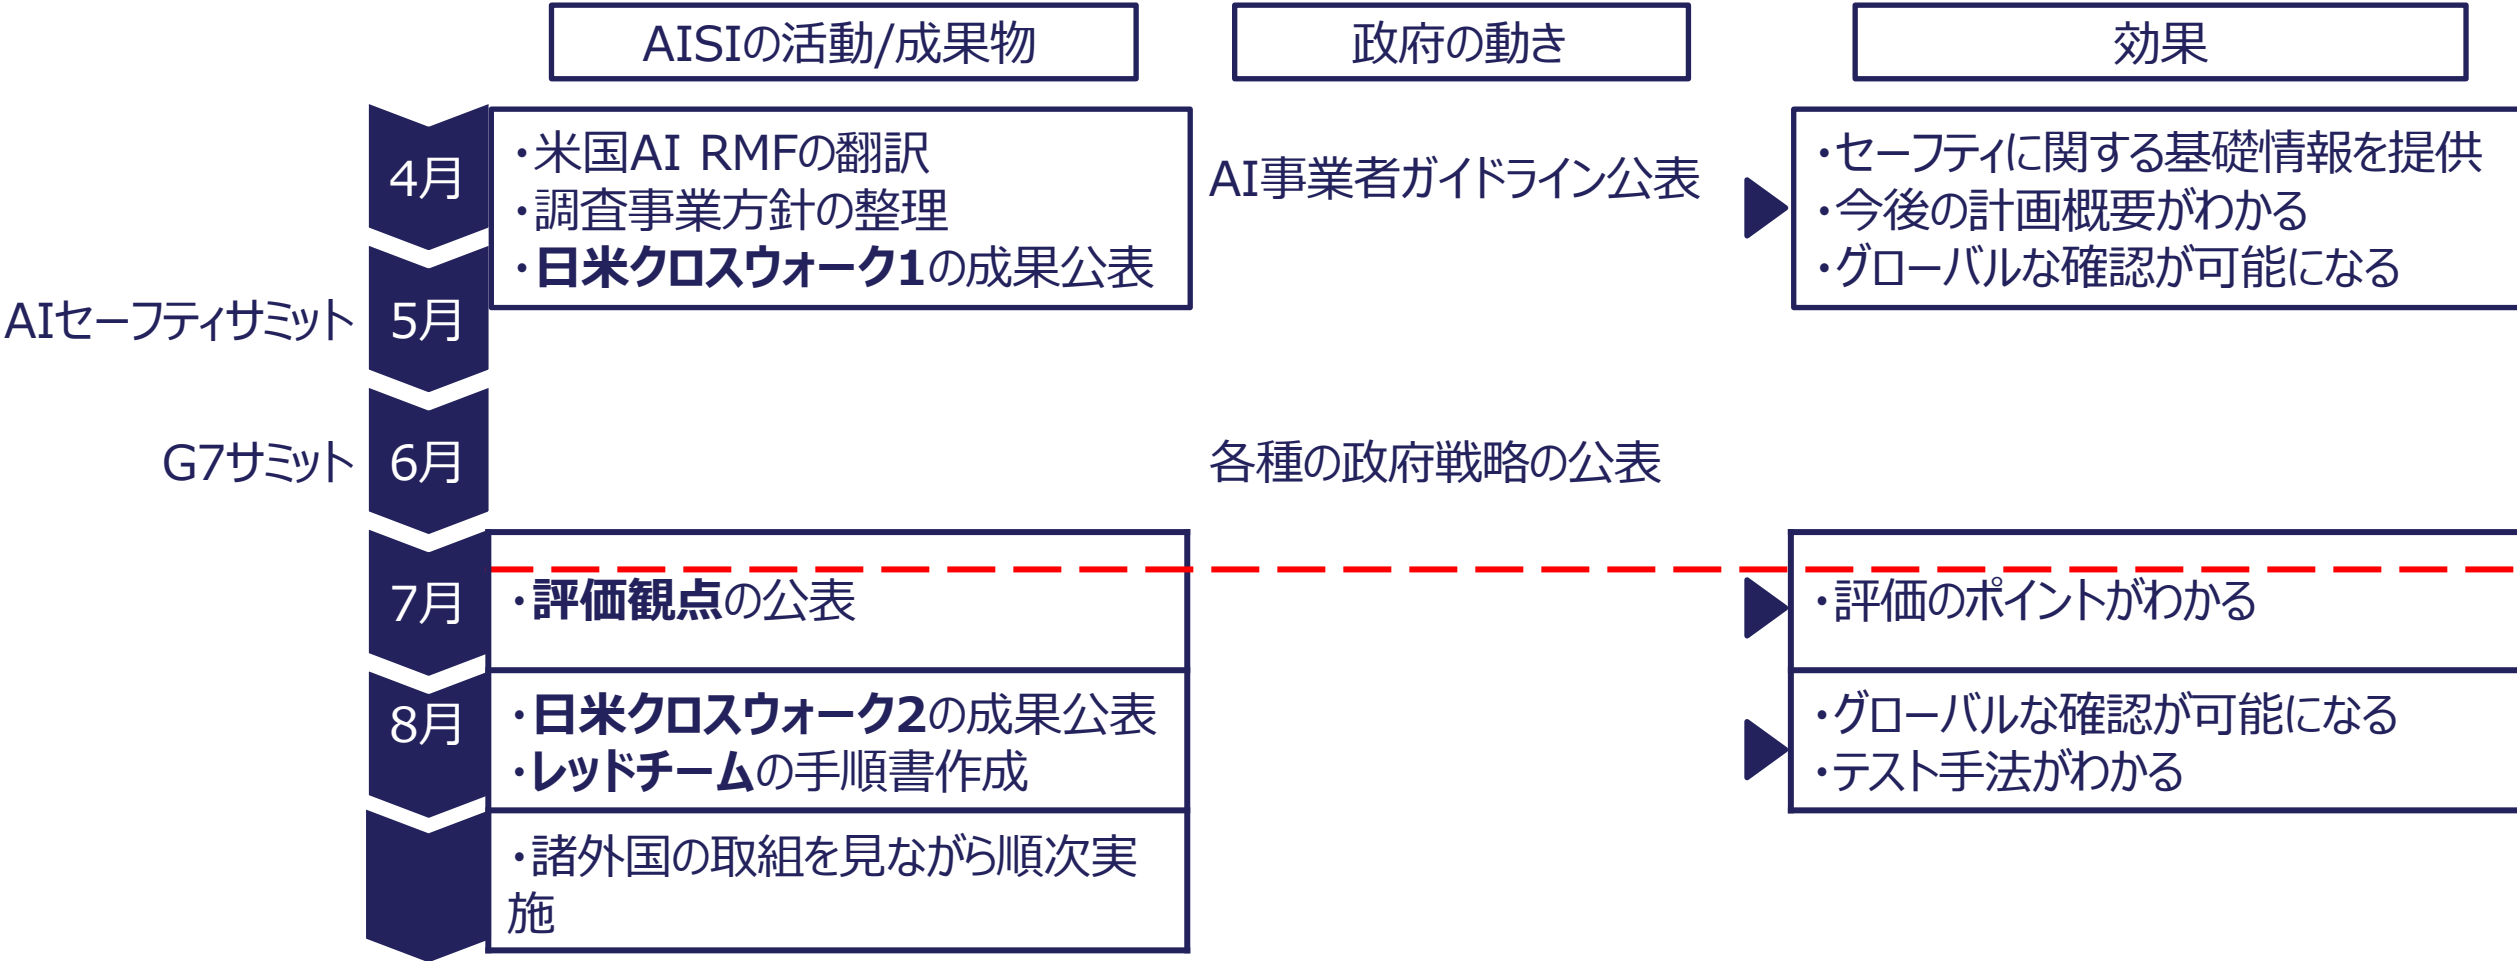 AISIの活動/成果物
政府の動き
効果
4月
・米国AI RMFの翻訳
・調査事業方針の整理
・日米クロスウォーク1の成果公表
AI事業者ガイドライン公表
・セーフティに関する基礎情報を提供
・今後の計画概要がわかる
・グローバルな確認が可能になる
AIセーフティサミット
5月
G7サミット
6月
各種の政府戦略の公表
7月
・評価観点の公表
・評価のポイントがわかる
8月
・日米クロスウォーク2の成果公表
・レッドチームの手順書作成
・グローバルな確認が可能になる
・テスト手法がわかる
・諸外国の取組を見ながら順次実
施